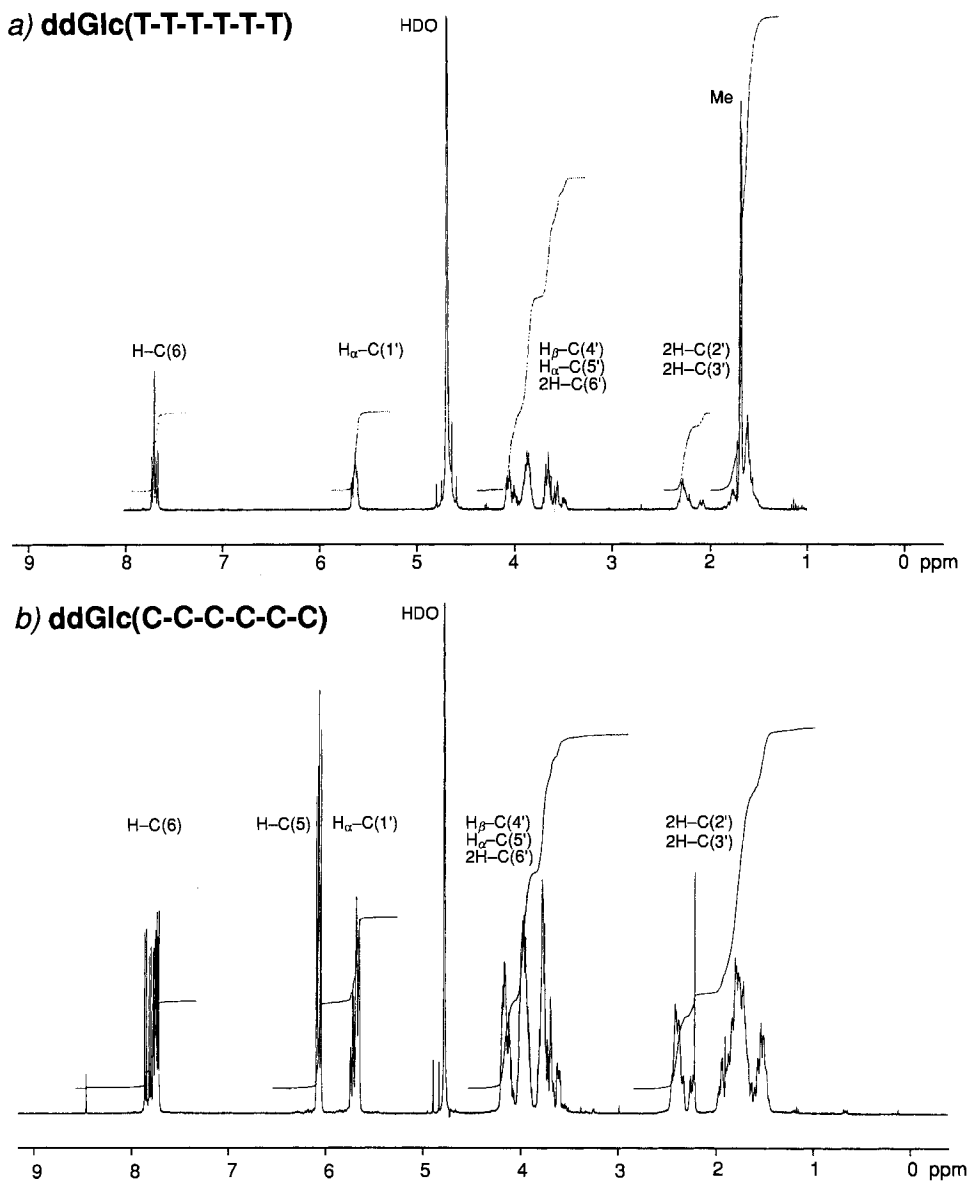 a) ddGlc(T-T-T-T-T-T)
HDO
Me
H–C(6)
Hα–C(1')
Hβ–C(4')
Hα–C(5')
2H–C(6')
2H–C(2')
2H–C(3')
9 8 7 6 5 4 3 2 1 0 ppm
b) ddGlc(C-C-C-C-C-C)
HDO
H–C(6)
H–C(5)
Hα–C(1')
Hβ–C(4')
Hα–C(5')
2H–C(6')
2H–C(2')
2H–C(3')
9 8 7 6 5 4 3 2 1 0 ppm